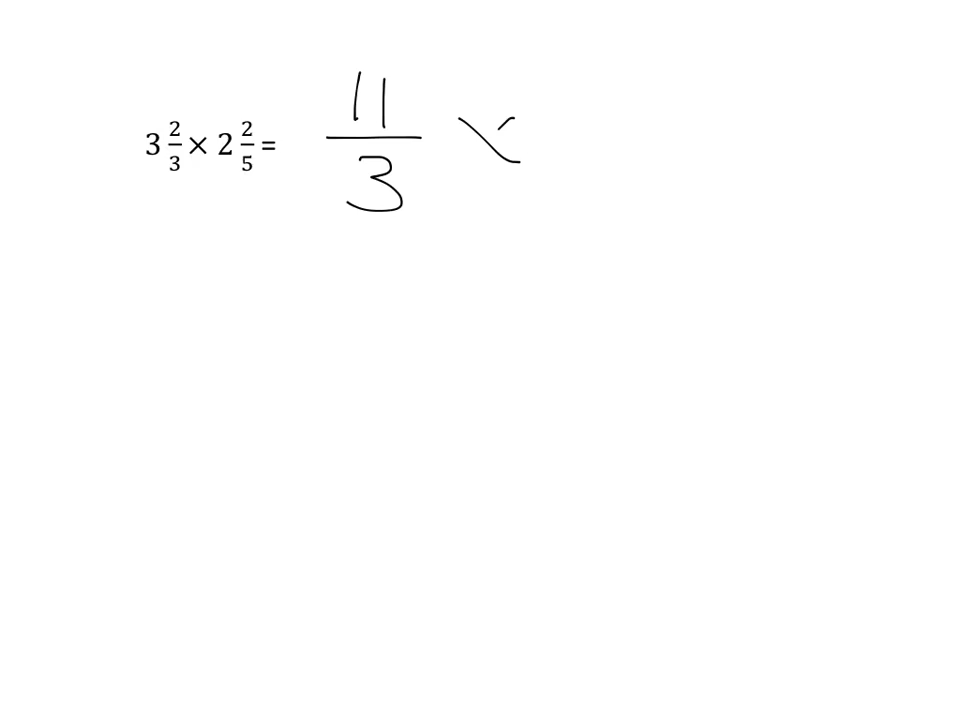 3 2/3 × 2 2/5 = 11/3 ×